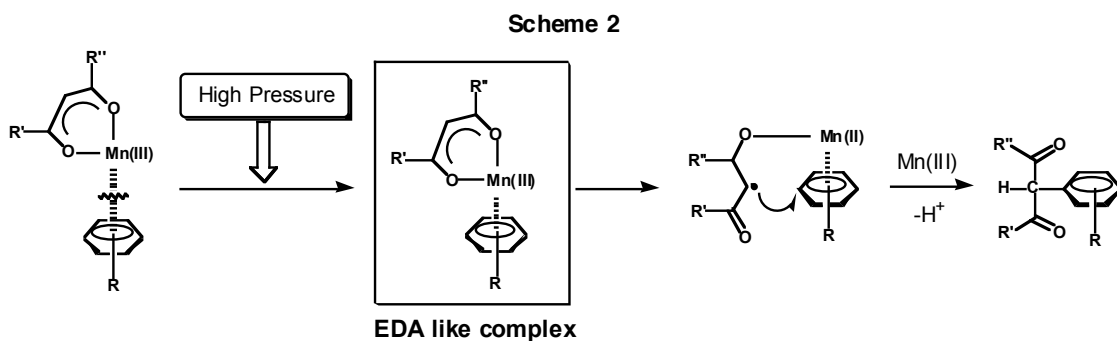 Scheme 2
R''
R'
O
O
Mn(III)
R
High Pressure
R''
R'
O
O
Mn(III)
R
EDA like complex
O
Mn(II)
R''
R'
O
R
Mn(III)
-H+
R''
O
H
C
R'
O
R